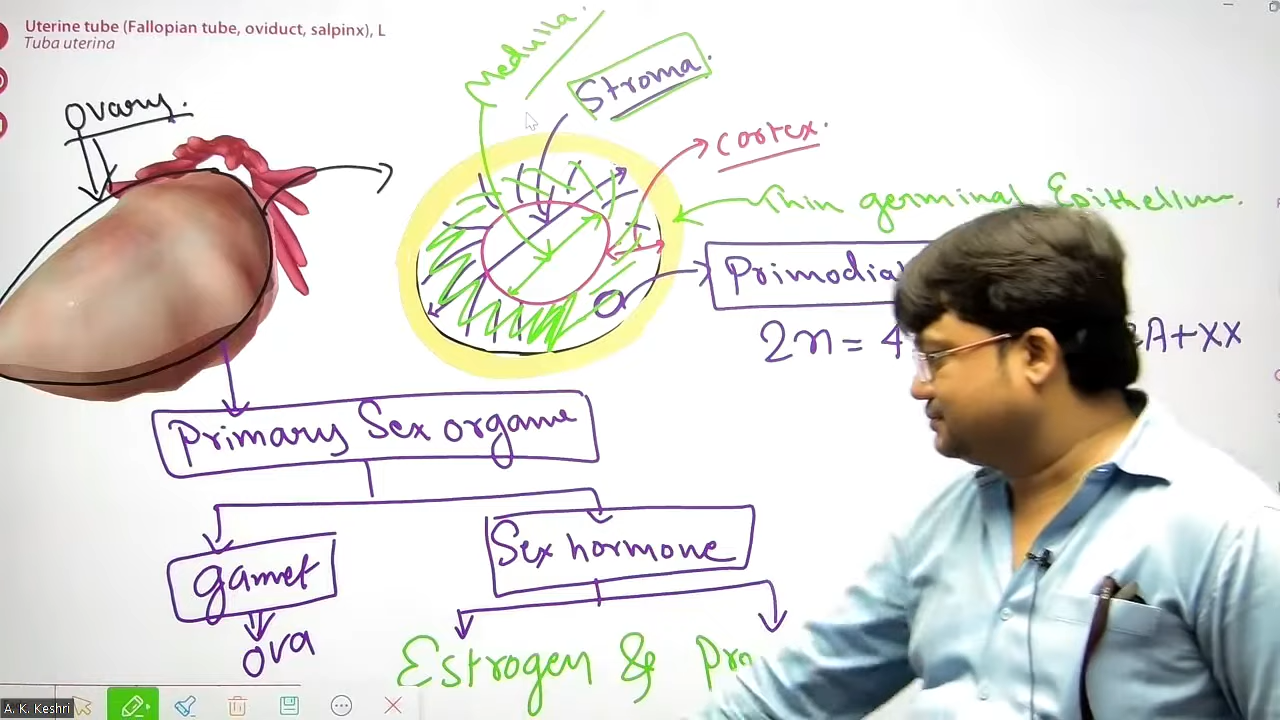 Uterine tube (Fallopian tube, oviduct, salpinx), L
Tuba uterina
Ovary.
Medulla.
Stroma.
Cortex.
Thin germinal Epithellum.
Primodial
2n = 4
A+XX
Primary Sex organe
gamet
Sex hormone
ova
Estrogen & Pro
A. K. Keshri